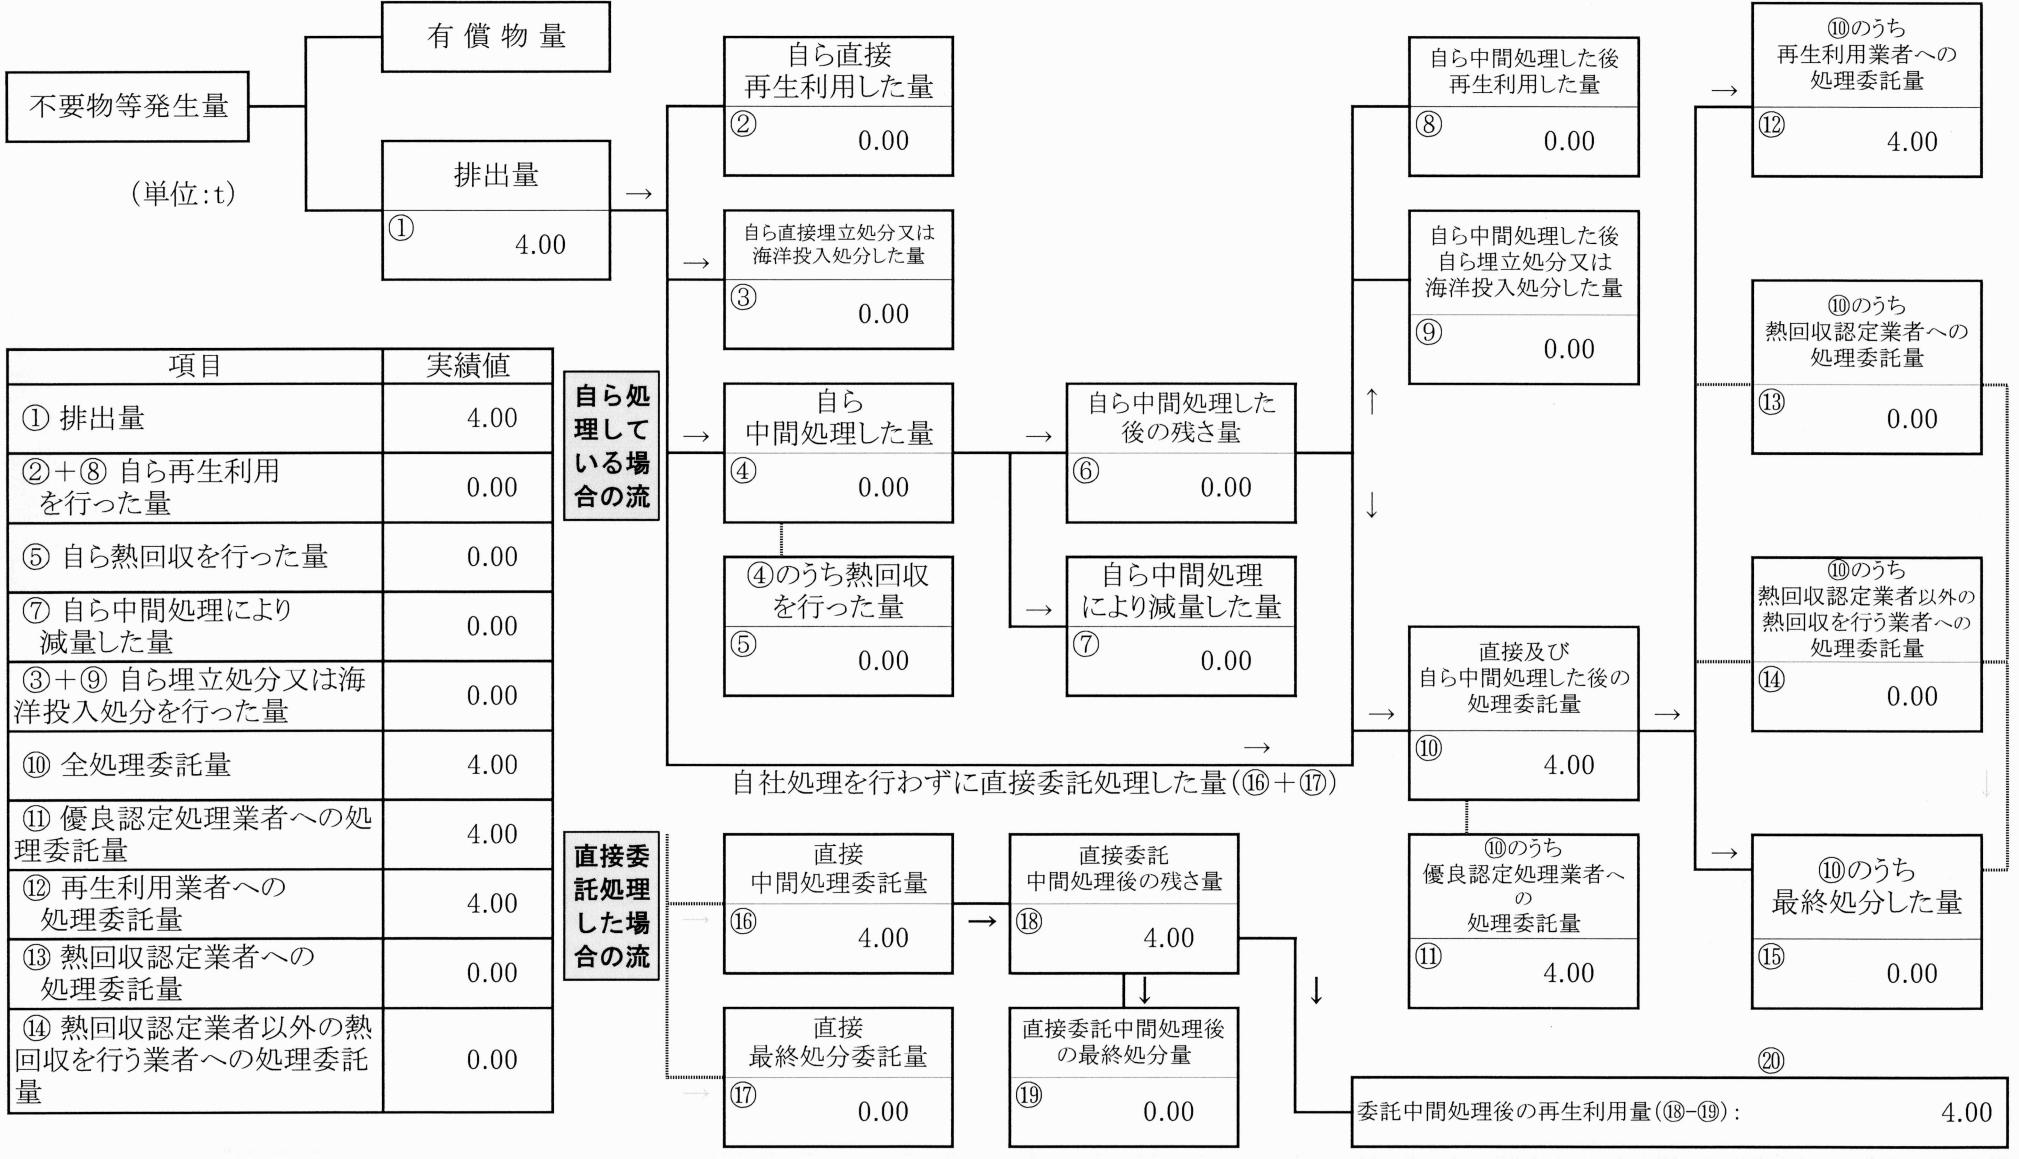 有償物量
不要物等発生量
(単位:t)
排出量
①
4.00
→
自ら直接
再生利用した量
②
0.00
→
自ら直接埋立処分又は
海洋投入処分した量
③
0.00
自ら処
理して
いる場
合の流
→
自ら
中間処理した量
④
0.00
④のうち熱回収
を行った量
⑤
0.00
→
自ら中間処理した
後の残さ量
⑥
0.00
→
自ら中間処理
により減量した量
⑦
0.00
自ら中間処理した後
再生利用した量
⑧
0.00
自ら中間処理した後
自ら埋立処分又は
海洋投入処分した量
⑨
0.00
↑
↓
→
自社処理を行わずに直接委託処理した量(⑯+⑰)
→
直接及び
自ら中間処理した後の
処理委託量
⑩
4.00
→
⑩のうち
優良認定処理業者へ
の
処理委託量
⑪
4.00
→
⑩のうち
再生利用業者への
処理委託量
⑫
4.00
⑩のうち
熱回収認定業者への
処理委託量
⑬
0.00
⑩のうち
熱回収認定業者以外の
熱回収を行う業者への
処理委託量
⑭
0.00
↓
→
⑩のうち
最終処分した量
⑮
0.00
直接委
託処理
した場
合の流
→
直接
中間処理委託量
⑯
4.00
→
直接
最終処分委託量
⑰
0.00
→
直接委託
中間処理後の残さ量
⑱
4.00
↓
直接委託中間処理後
の最終処分量
⑲
0.00
↓
⑳
委託中間処理後の再生利用量(⑱-⑲): 4.00
項目 実績値
① 排出量 4.00
②+⑧ 自ら再生利用
を行った量 0.00
⑤ 自ら熱回収を行った量 0.00
⑦ 自ら中間処理により
減量した量 0.00
③+⑨ 自ら埋立処分又は海
洋投入処分を行った量 0.00
⑩ 全処理委託量 4.00
⑪ 優良認定処理業者への処
理委託量 4.00
⑫ 再生利用業者への
処理委託量 4.00
⑬ 熱回収認定業者への
処理委託量 0.00
⑭ 熱回収認定業者以外の熱
回収を行う業者への処理委託
量 0.00